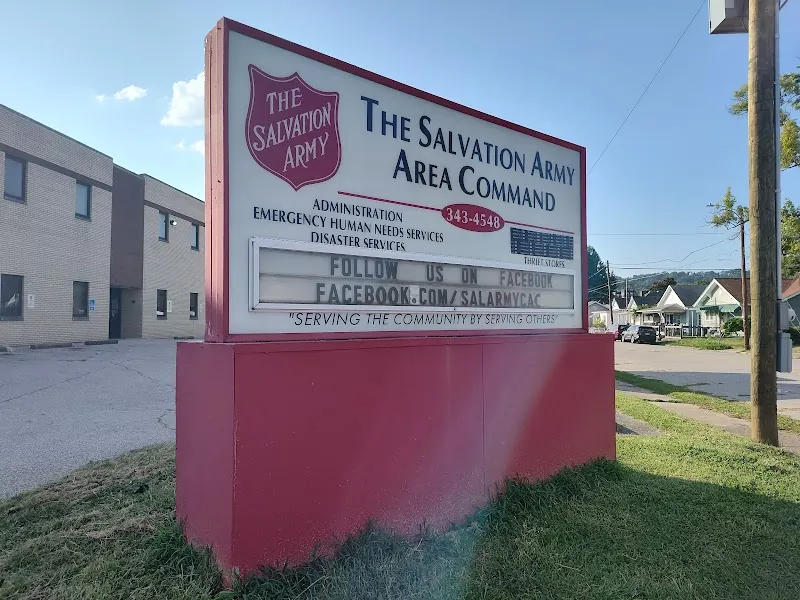 THE
SALVATION
ARMY
THE SALVATION ARMY
AREA COMMAND
343-4548
ADMINISTRATION
EMERGENCY HUMAN NEEDS SERVICES
DISASTER SERVICES
THRIFT STORES
FOLLOW US ON FACEBOOK
FACEBOOK.COM/SALARMYCAC
"SERVING THE COMMUNITY BY SERVING OTHERS"